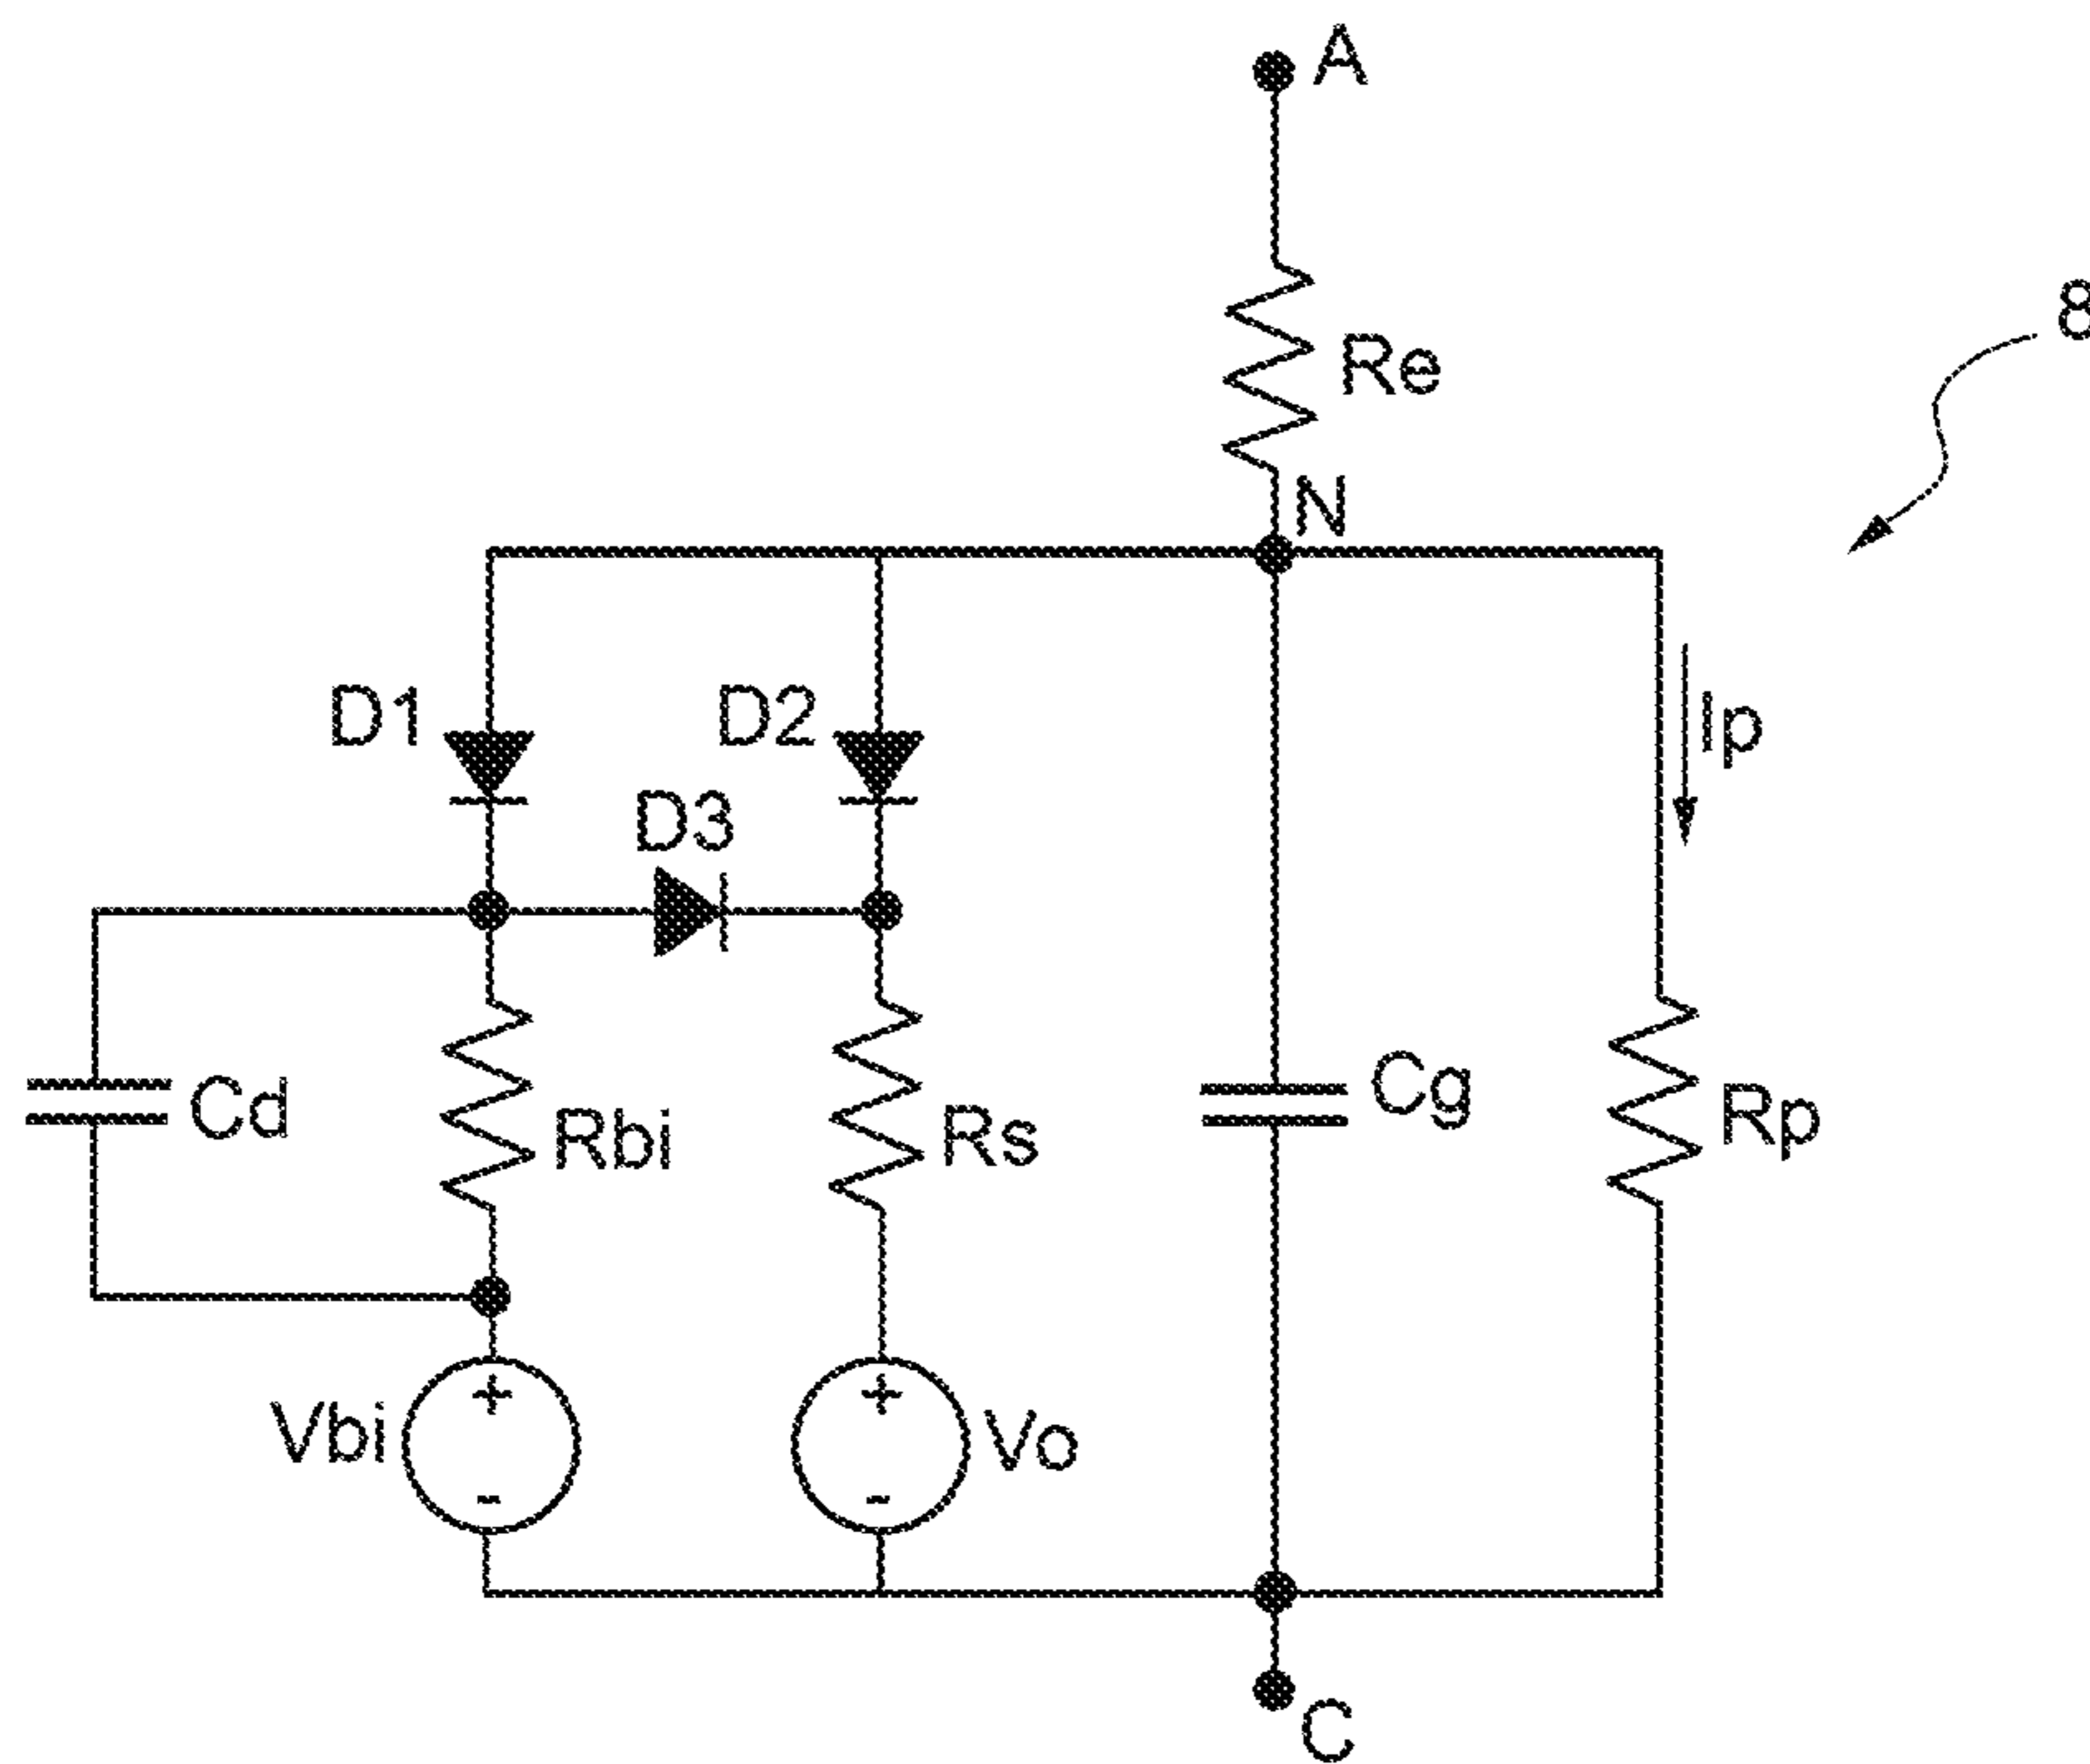 A
8
Re
N
D1
D2
Ip
D3
Cd
Rbi
Rs
Cg
Rp
+
+
Vbi
Vo
-
-
C